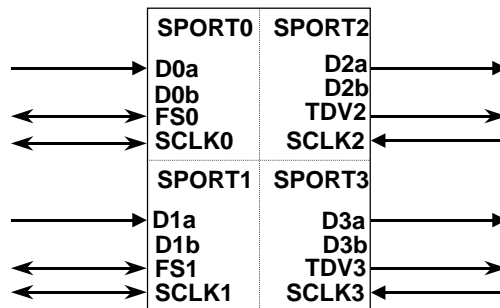 SPORT0 SPORT2
D0a D2a
D0b D2b
FS0 TDV2
SCLK0 SCLK2
SPORT1 SPORT3
D1a D3a
D1b D3b
FS1 TDV3
SCLK1 SCLK3